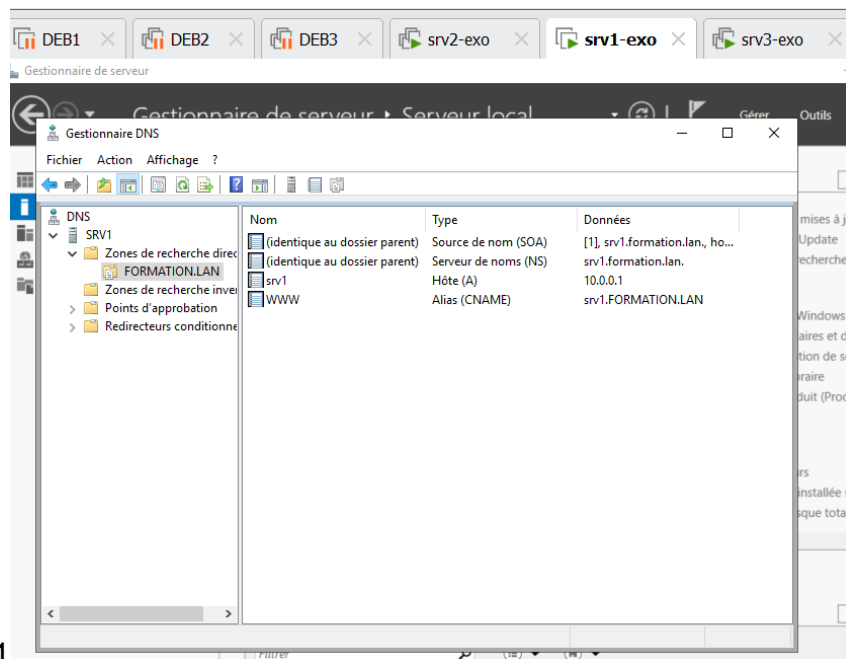 DEB1 DEB2 DEB3 srv2-exo srv1-exo srv3-exo
Gestionnaire de serveur
Gestionnaire de serveur Serveur local Gérer Outils
Gestionnaire DNS
Fichier Action Affichage ?
DNS
SRV1
Zones de recherche direc
FORMATION.LAN
Zones de recherche inver
Points d'approbation
Redirecteurs conditionne
Nom Type Données
(identique au dossier parent) Source de nom (SOA) [1], srv1.formation.lan., ho...
(identique au dossier parent) Serveur de noms (NS) srv1.formation.lan.
srv1 Hôte (A) 10.0.0.1
WWW Alias (CNAME) srv1.FORMATION.LAN
mises à j
Update
recherche
Windows
aires et d
tion de s
oraire
duit (Proc
rs
installée
sque tota
Filtrer
1